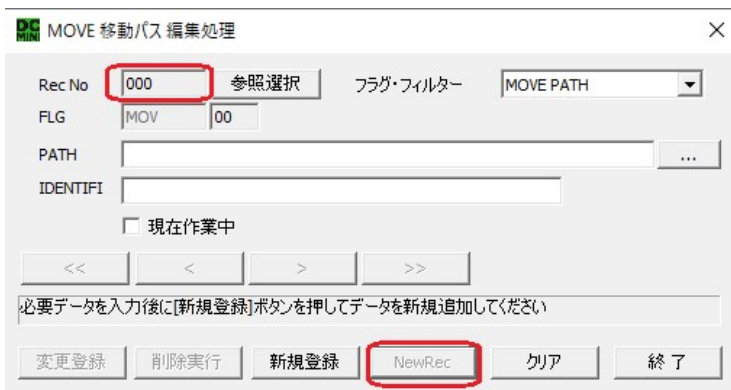 DC MINI MOVE 移動パス 編集処理
Rec No 000 参照選択 フラグ・フィルター MOVE PATH
FLG MOV 00
PATH ...
IDENTIFI
現在作業中
<< < > >>
必要データを入力後に[新規登録]ボタンを押してデータを新規追加してください
変更登録 削除実行 新規登録 NewRec クリア 終了